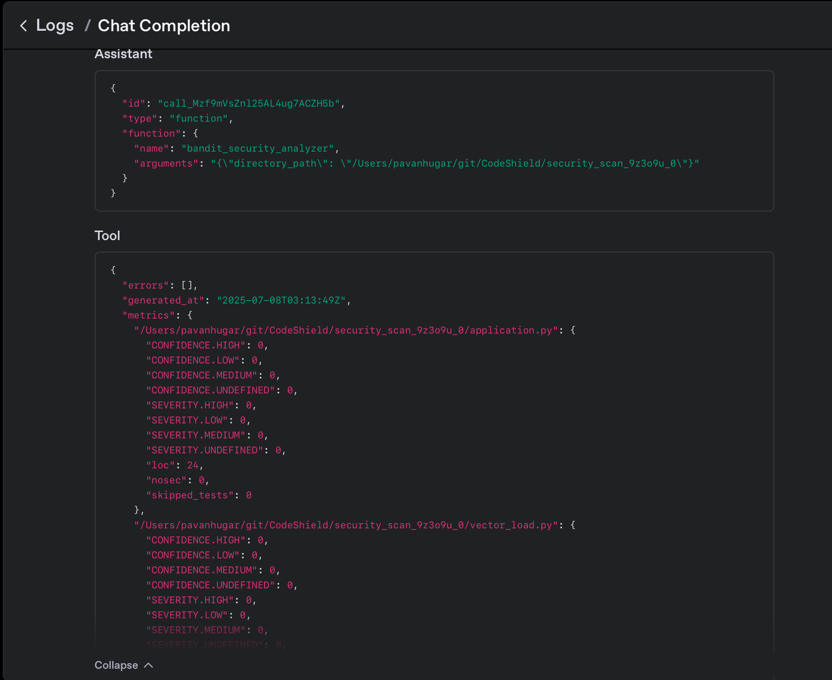 Logs / Chat Completion
Assistant
{
"id": "call_Mzf9mVsZnl25AL4ug7ACZH5b",
"type": "function",
"function": {
"name": "bandit_security_analyzer",
"arguments": "{\"directory_path\": \"/Users/pavanhugar/git/CodeShield/security_scan_9z3o9u_0\"}"
}
}
Tool
{
"errors": [],
"generated_at": "2025-07-08T03:13:49Z",
"metrics": {
"/Users/pavanhugar/git/CodeShield/security_scan_9z3o9u_0/application.py": {
"CONFIDENCE.HIGH": 0,
"CONFIDENCE.LOW": 0,
"CONFIDENCE.MEDIUM": 0,
"CONFIDENCE.UNDEFINED": 0,
"SEVERITY.HIGH": 0,
"SEVERITY.LOW": 0,
"SEVERITY.MEDIUM": 0,
"SEVERITY.UNDEFINED": 0,
"loc": 24,
"nosec": 0,
"skipped_tests": 0
},
"/Users/pavanhugar/git/CodeShield/security_scan_9z3o9u_0/vector_load.py": {
"CONFIDENCE.HIGH": 0,
"CONFIDENCE.LOW": 0,
"CONFIDENCE.MEDIUM": 0,
"CONFIDENCE.UNDEFINED": 0,
"SEVERITY.HIGH": 0,
"SEVERITY.LOW": 0,
"SEVERITY.MEDIUM": 0,
"SEVERITY.UNDEFINED": 0,
Collapse